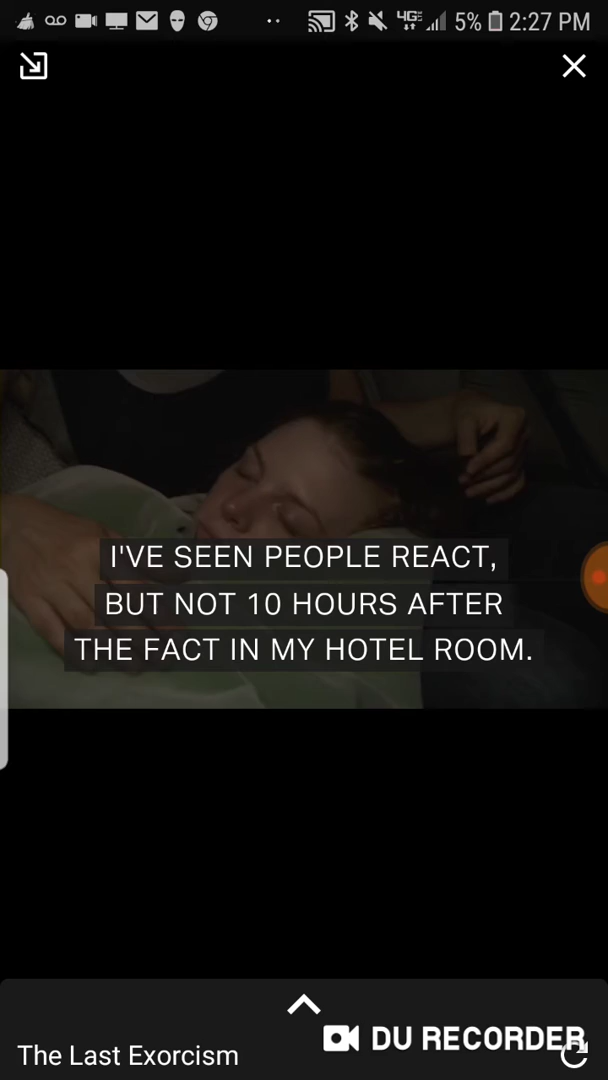 4GE 5% 2:27 PM
I'VE SEEN PEOPLE REACT,
BUT NOT 10 HOURS AFTER
THE FACT IN MY HOTEL ROOM.
DU RECORDER
The Last Exorcism